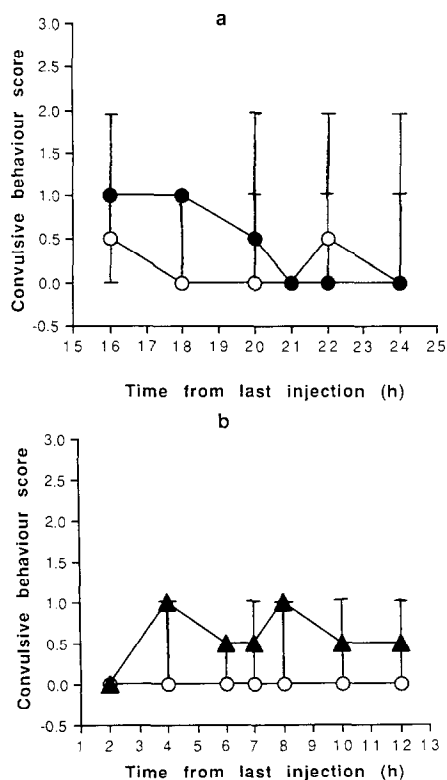 a
Convulsive behaviour score
3.0
2.5
2.0
1.5
1.0
0.5
0.0
-0.5
15 16 17 18 19 20 21 22 23 24 25
Time from last injection (h)
b
Convulsive behaviour score
3.0
2.5
2.0
1.5
1.0
0.5
0.0
-0.5
1 2 3 4 5 6 7 8 9 10 11 12 13
Time from last injection (h)